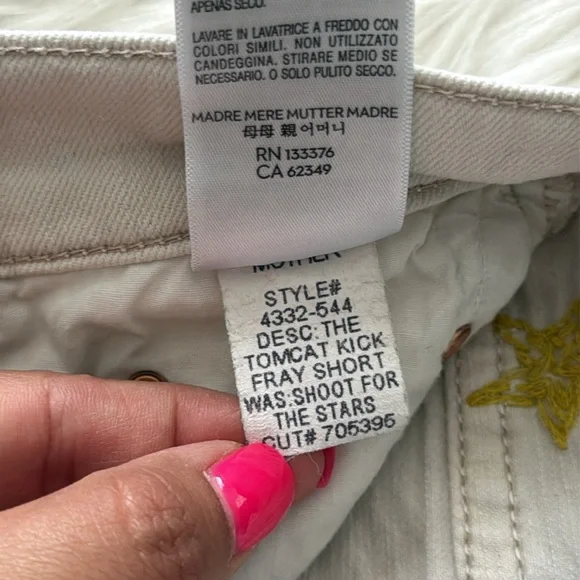 APENAS SECO.
LAVARE IN LAVATRICE A FREDDO CON
COLORI SIMILI. NON UTILIZZATO
CANDEGGINA. STIRARE MEDIO SE
NECESSARIO. O SOLO PULITO SECCO.
MADRE MERE MUTTER MADRE
母母 親 어머니
RN 133376
CA 62349
MOTHER
STYLE#
4332-544
DESC:THE
TOMCAT KICK
FRAY SHORT
WAS:SHOOT FOR
THE STARS
CUT# 705395